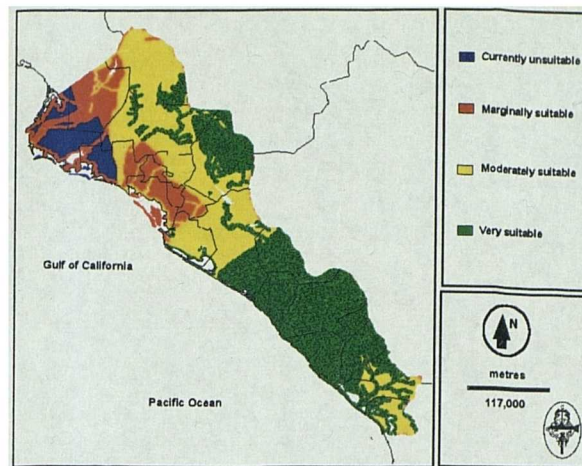 Currently unsuitable
Marginally suitable
Moderately suitable
Very suitable
Gulf of California
Pacific Ocean
N
metres
117,000